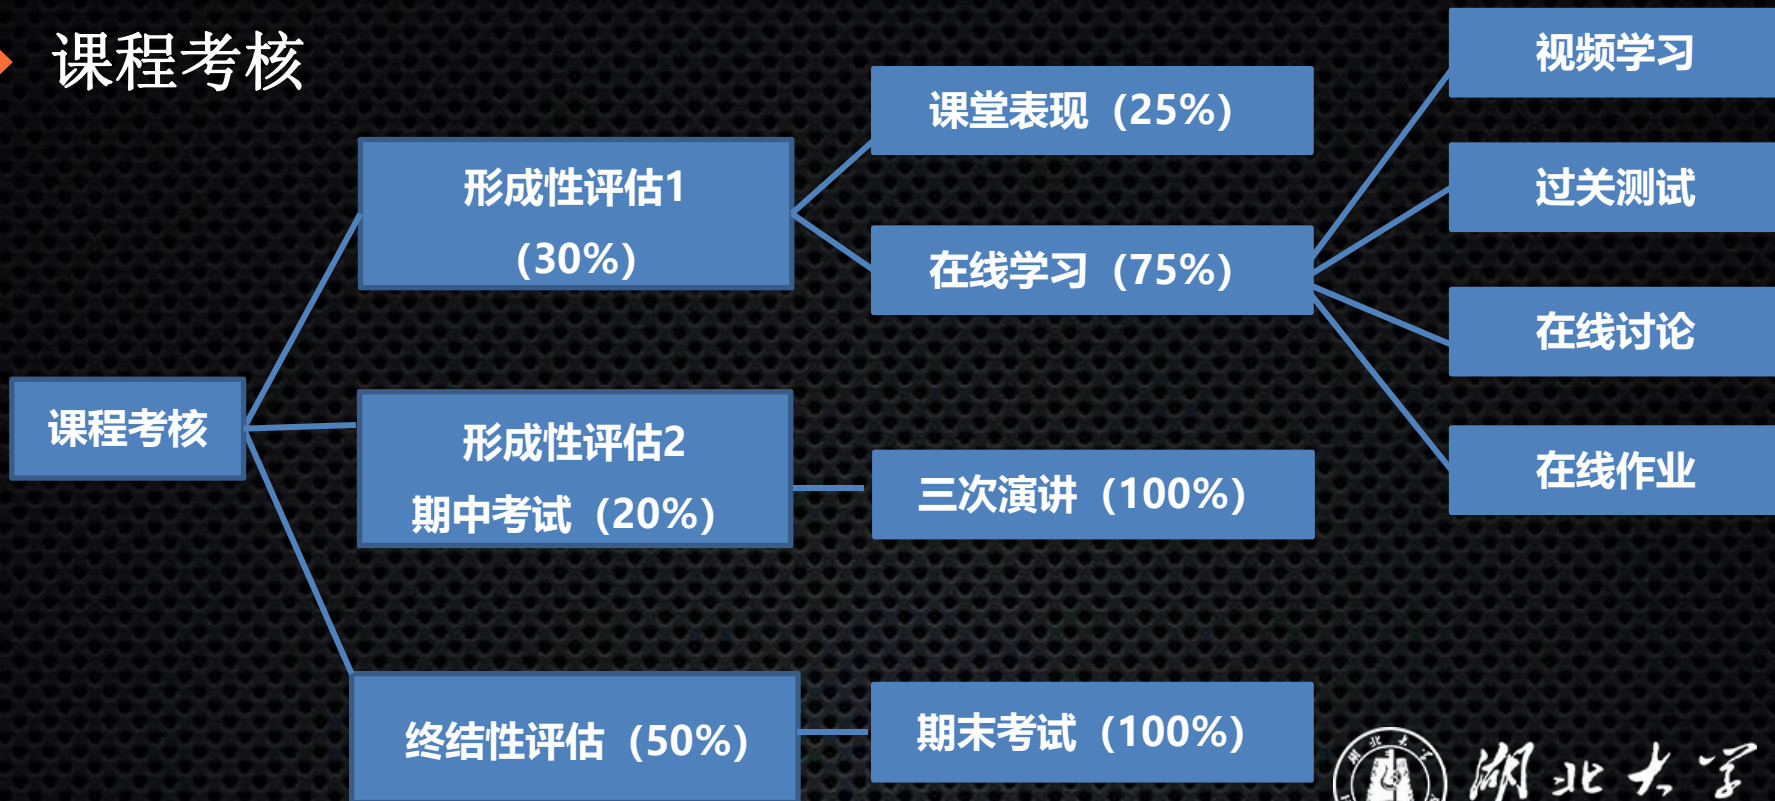 课程考核
课程考核
形成性评估1
（30%）
课堂表现（25%）
在线学习（75%）
视频学习
过关测试
在线讨论
在线作业
形成性评估2
期中考试（20%）
三次演讲（100%）
终结性评估（50%）
期末考试（100%）
湖北大学